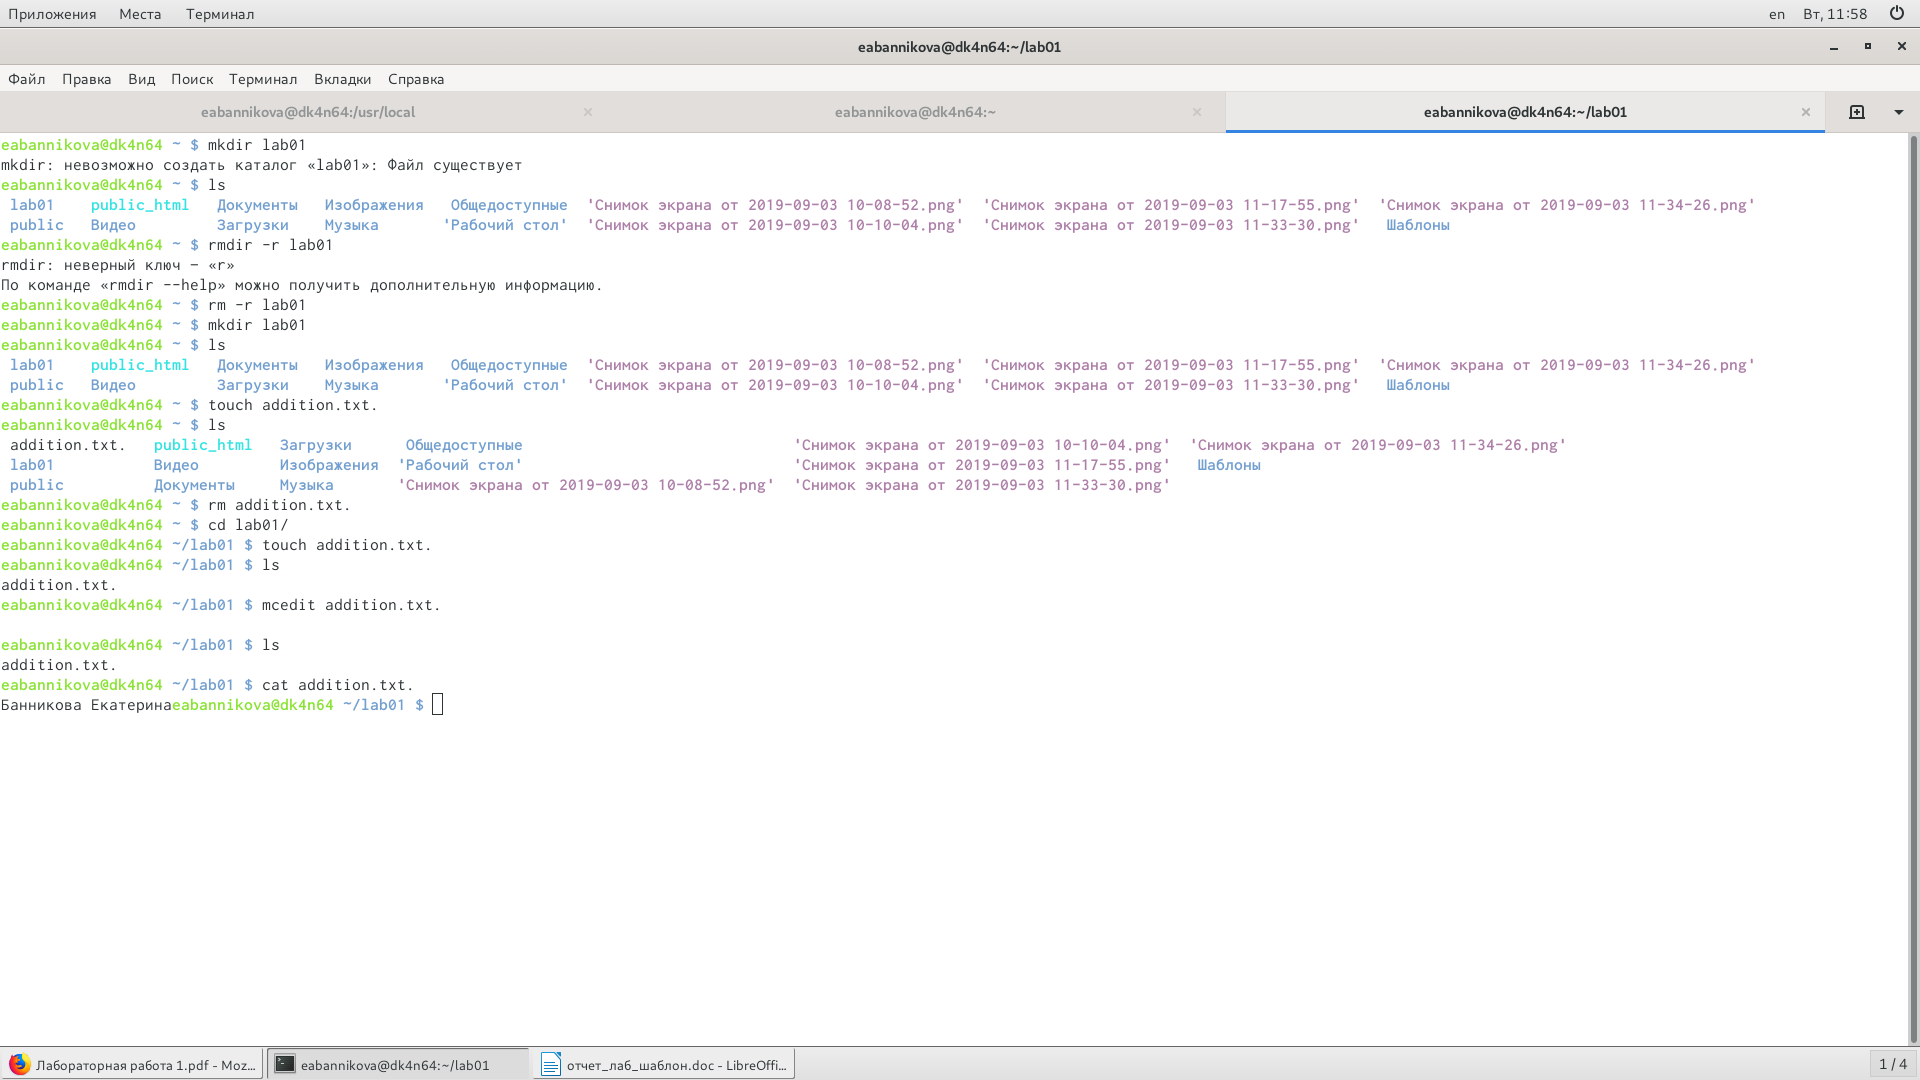 Приложения Места Терминал en Вт, 11:58
eabannikova@dk4n64:~/lab01
Файл Правка Вид Поиск Терминал Вкладки Справка
eabannikova@dk4n64:/usr/local eabannikova@dk4n64:~ eabannikova@dk4n64:~/lab01
eabannikova@dk4n64 ~ $ mkdir lab01
mkdir: невозможно создать каталог «lab01»: Файл существует
eabannikova@dk4n64 ~ $ ls
lab01 public_html Документы Изображения Общедоступные 'Снимок экрана от 2019-09-03 10-08-52.png' 'Снимок экрана от 2019-09-03 11-17-55.png' 'Снимок экрана от 2019-09-03 11-34-26.png'
public Видео Загрузки Музыка 'Рабочий стол' 'Снимок экрана от 2019-09-03 10-10-04.png' 'Снимок экрана от 2019-09-03 11-33-30.png' Шаблоны
eabannikova@dk4n64 ~ $ rmdir -r lab01
rmdir: неверный ключ — «r»
По команде «rmdir --help» можно получить дополнительную информацию.
eabannikova@dk4n64 ~ $ rm -r lab01
eabannikova@dk4n64 ~ $ mkdir lab01
eabannikova@dk4n64 ~ $ ls
lab01 public_html Документы Изображения Общедоступные 'Снимок экрана от 2019-09-03 10-08-52.png' 'Снимок экрана от 2019-09-03 11-17-55.png' 'Снимок экрана от 2019-09-03 11-34-26.png'
public Видео Загрузки Музыка 'Рабочий стол' 'Снимок экрана от 2019-09-03 10-10-04.png' 'Снимок экрана от 2019-09-03 11-33-30.png' Шаблоны
eabannikova@dk4n64 ~ $ touch addition.txt.
eabannikova@dk4n64 ~ $ ls
addition.txt. public_html Загрузки Общедоступные 'Снимок экрана от 2019-09-03 10-10-04.png' 'Снимок экрана от 2019-09-03 11-34-26.png'
lab01 Видео Изображения 'Рабочий стол' 'Снимок экрана от 2019-09-03 11-17-55.png' Шаблоны
public Документы Музыка 'Снимок экрана от 2019-09-03 10-08-52.png' 'Снимок экрана от 2019-09-03 11-33-30.png'
eabannikova@dk4n64 ~ $ rm addition.txt.
eabannikova@dk4n64 ~ $ cd lab01/
eabannikova@dk4n64 ~/lab01 $ touch addition.txt.
eabannikova@dk4n64 ~/lab01 $ ls
addition.txt.
eabannikova@dk4n64 ~/lab01 $ mcedit addition.txt.
eabannikova@dk4n64 ~/lab01 $ ls
addition.txt.
eabannikova@dk4n64 ~/lab01 $ cat addition.txt.
Банникова Екатеринаeabannikova@dk4n64 ~/lab01 $
Лабораторная работа 1.pdf - Moz... eabannikova@dk4n64:~/lab01 отчет_лаб_шаблон.doc - LibreOffi... 1 / 4